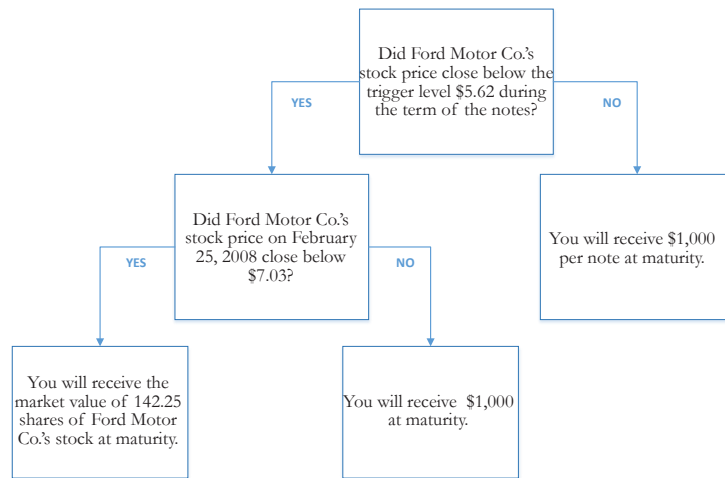 Did Ford Motor Co.'s
stock price close below the
trigger level $5.62 during
the term of the notes?
YES
NO
Did Ford Motor Co.'s
stock price on February
25, 2008 close below
$7.03?
You will receive $1,000
per note at maturity.
YES
NO
You will receive the
market value of 142.25
shares of Ford Motor
Co.'s stock at maturity.
You will receive $1,000
at maturity.